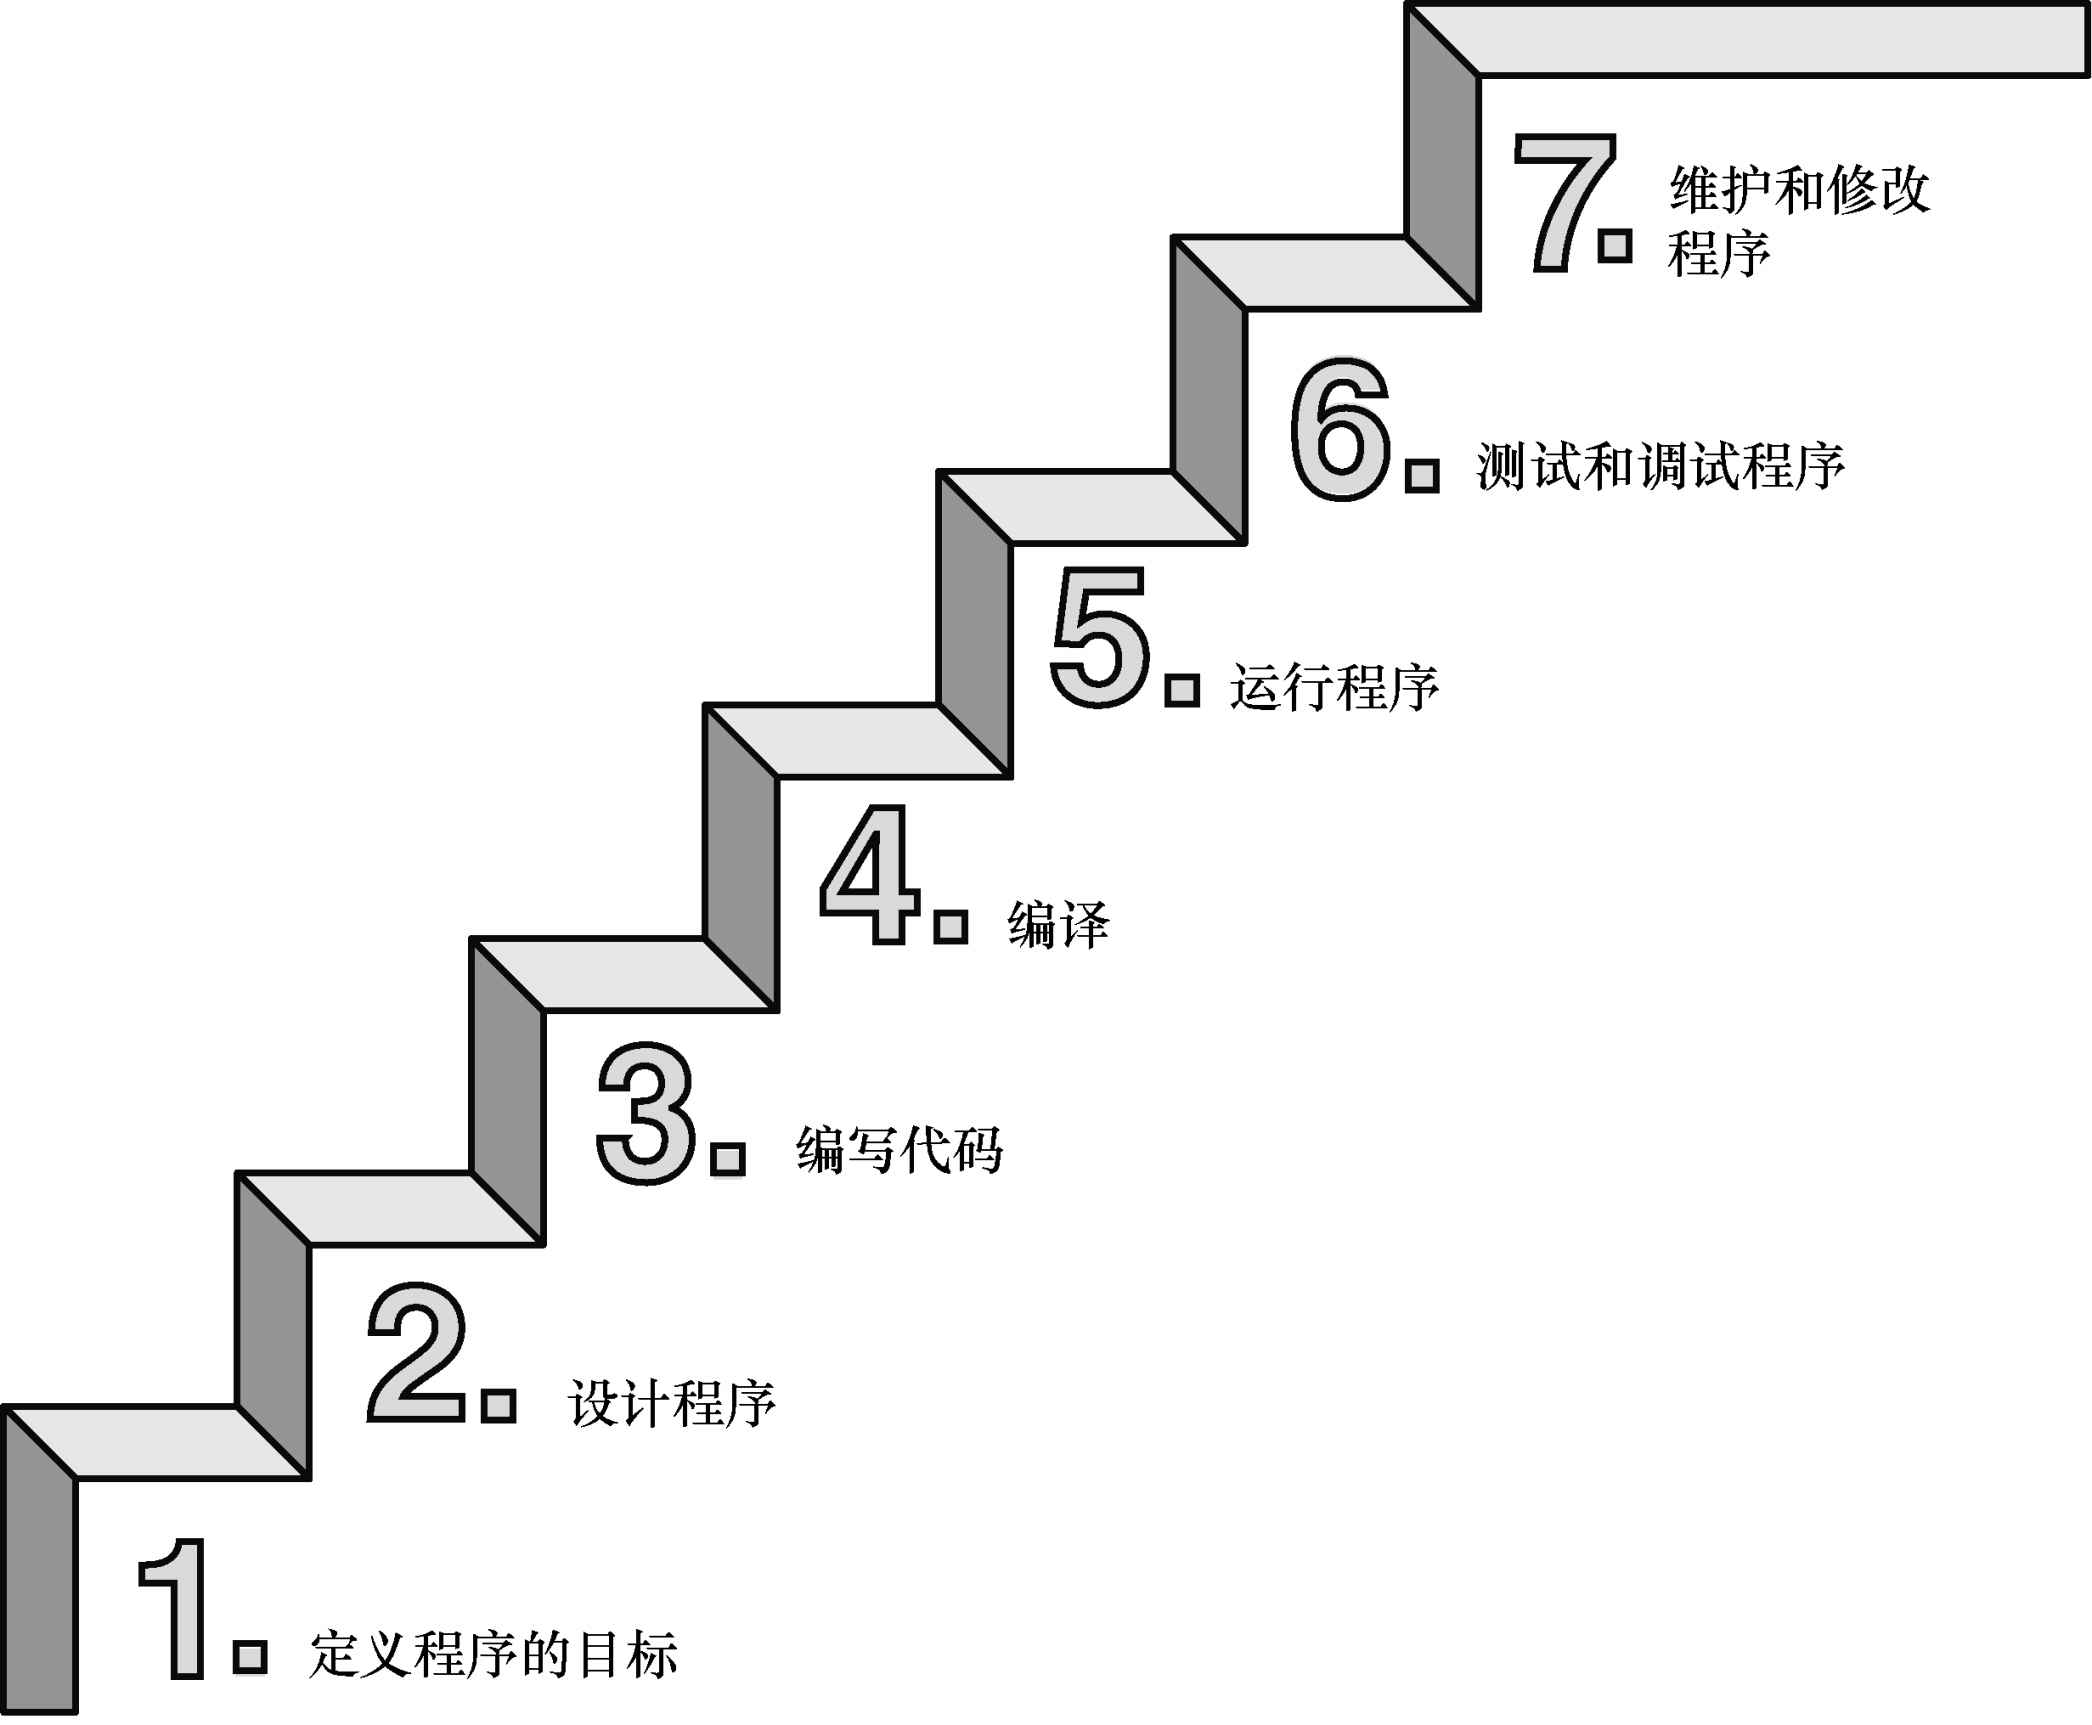 7. 维护和修改
程序
6. 测试和调试程序
5. 运行程序
4. 编译
3. 编写代码
2. 设计程序
1. 定义程序的目标